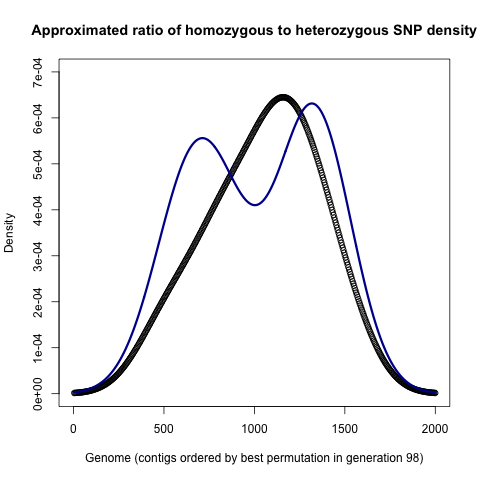 Approximated ratio of homozygous to heterozygous SNP density
7e-04
6e-04
5e-04
4e-04
3e-04
2e-04
1e-04
0e+00
Density
0 500 1000 1500 2000
Genome (contigs ordered by best permutation in generation 98)